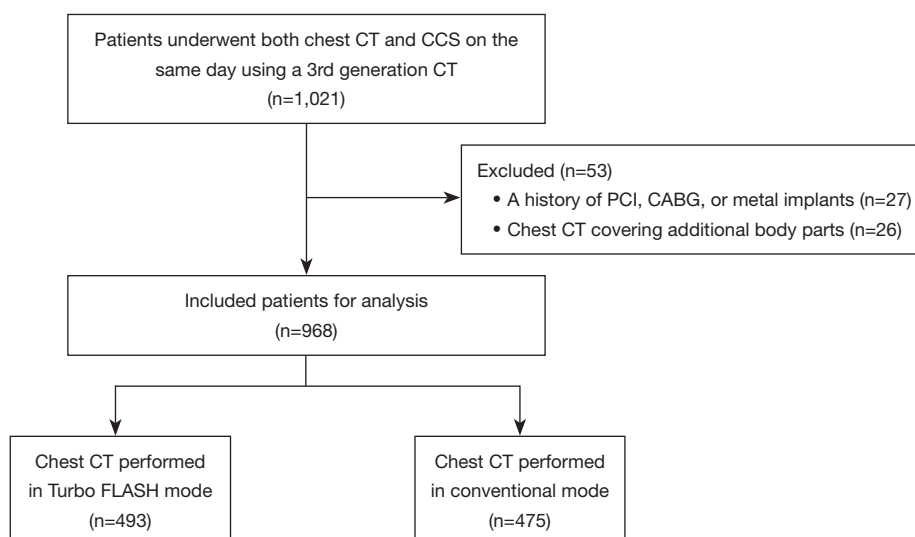 Patients underwent both chest CT and CCS on the
same day using a 3rd generation CT
(n=1,021)
Excluded (n=53)
• A history of PCI, CABG, or metal implants (n=27)
• Chest CT covering additional body parts (n=26)
Included patients for analysis
(n=968)
Chest CT performed
in Turbo FLASH mode
(n=493)
Chest CT performed
in conventional mode
(n=475)